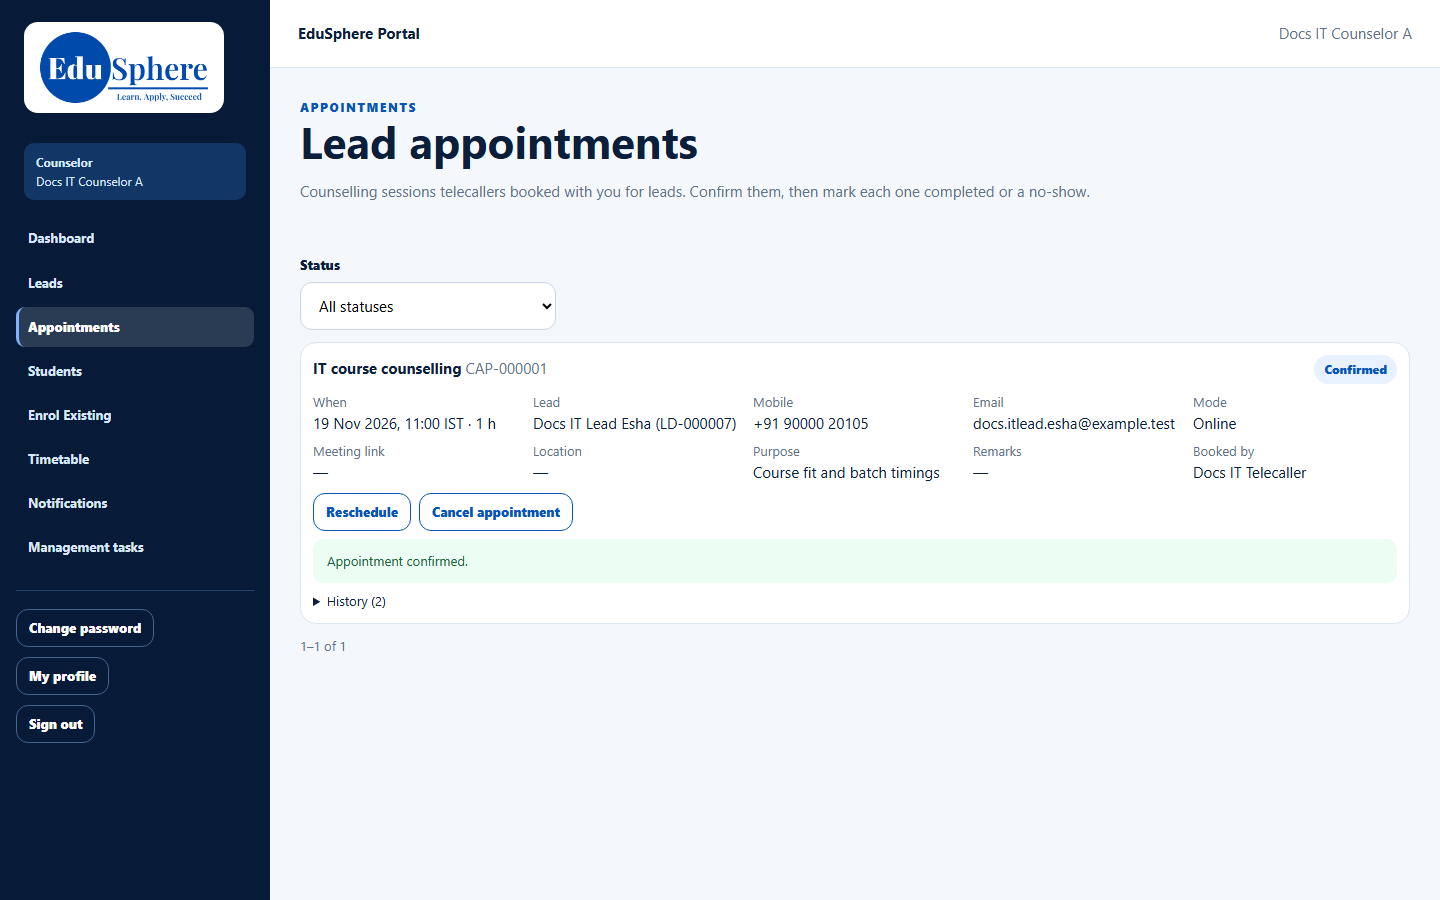 EduSphere
Learn. Apply, Succeed
Counselor
Docs IT Counselor A
Dashboard
Leads
Appointments
Students
Enrol Existing
Timetable
Notifications
Management tasks
Change password
My profile
Sign out
EduSphere Portal
Docs IT Counselor A
APPOINTMENTS
Lead appointments
Counselling sessions telecallers booked with you for leads. Confirm them, then mark each one completed or a no-show.
Status
All statuses
IT course counselling CAP-000001
Confirmed
When Lead Mobile Email Mode
19 Nov 2026, 11:00 IST · 1 h Docs IT Lead Esha (LD-000007) +91 90000 20105 docs.itlead.esha@example.test Online
Meeting link Location Purpose Remarks Booked by
— — Course fit and batch timings — Docs IT Telecaller
Reschedule Cancel appointment
Appointment confirmed.
History (2)
1–1 of 1